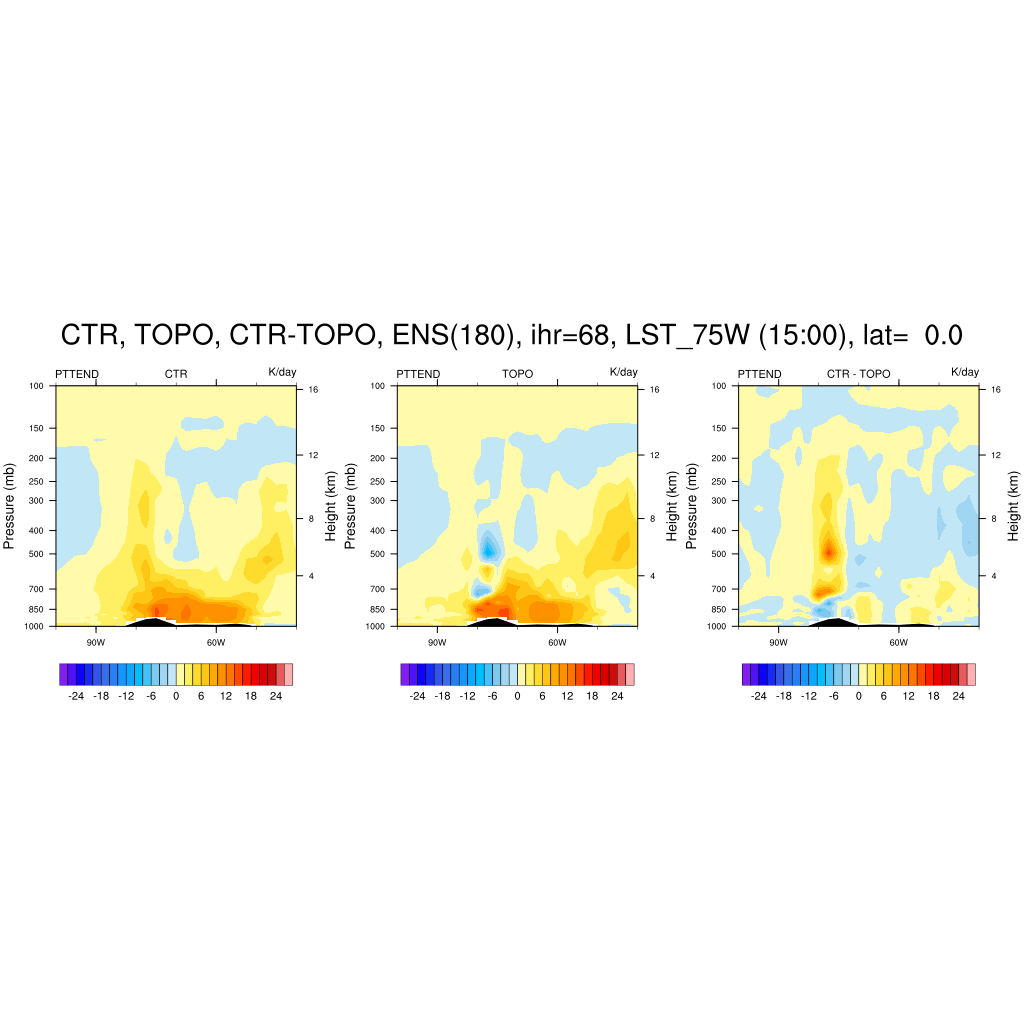 CTR, TOPO, CTR-TOPO, ENS(180), ihr=68, LST_75W (15:00), lat= 0.0
PTTEND CTR K/day
100
150
200
250
300
400
500
700
850
1000
Pressure (mb)
16
12
8
4
Height (km)
90W 60W
-24 -18 -12 -6 0 6 12 18 24
PTTEND TOPO K/day
100
150
200
250
300
400
500
700
850
1000
Pressure (mb)
16
12
8
4
Height (km)
90W 60W
-24 -18 -12 -6 0 6 12 18 24
PTTEND CTR - TOPO K/day
100
150
200
250
300
400
500
700
850
1000
Pressure (mb)
16
12
8
4
Height (km)
90W 60W
-24 -18 -12 -6 0 6 12 18 24